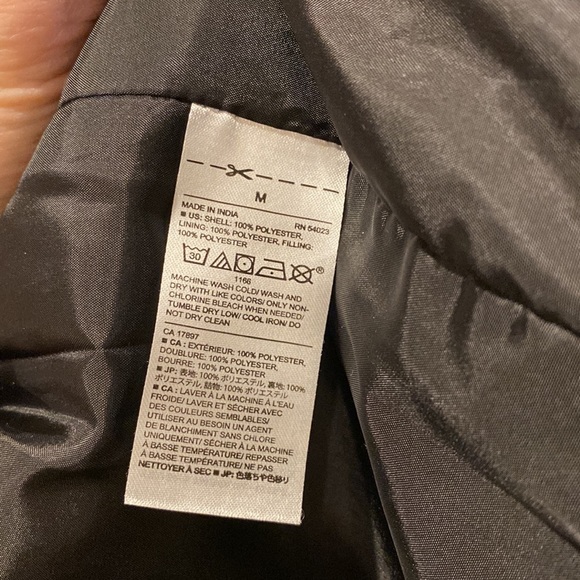 M
MADE IN INDIA RN 54023
■ US: SHELL: 100% POLYESTER,
LINING: 100% POLYESTER, FILLING:
100% POLYESTER
30 ®
1166
MACHINE WASH COLD/ WASH AND
DRY WITH LIKE COLORS/ ONLY NON-
CHLORINE BLEACH WHEN NEEDED/
TUMBLE DRY LOW/ COOL IRON/ DO
NOT DRY CLEAN
CA 17897
■ CA : EXTÉRIEUR: 100% POLYESTER,
DOUBLURE: 100% POLYESTER,
BOURRE: 100% POLYESTER
■ JP: 表地: 100% ポリエステル, 裏地: 100%
ポリエステル, 詰物: 100% ポリエステル
■ CA : LAVER À LA MACHINE À L'EAU
FROIDE/ LAVER ET SÉCHER AVEC
DES COULEURS SEMBLABLES/
UTILISER AU BESOIN UN AGENT
DE BLANCHIMENT SANS CHLORE
UNIQUEMENT/ SÉCHER À LA MACHINE
À BASSE TEMPÉRATURE/ REPASSER
À BASSE TEMPÉRATURE/ NE PAS
NETTOYER À SEC ■ JP: 色落ちや色移り